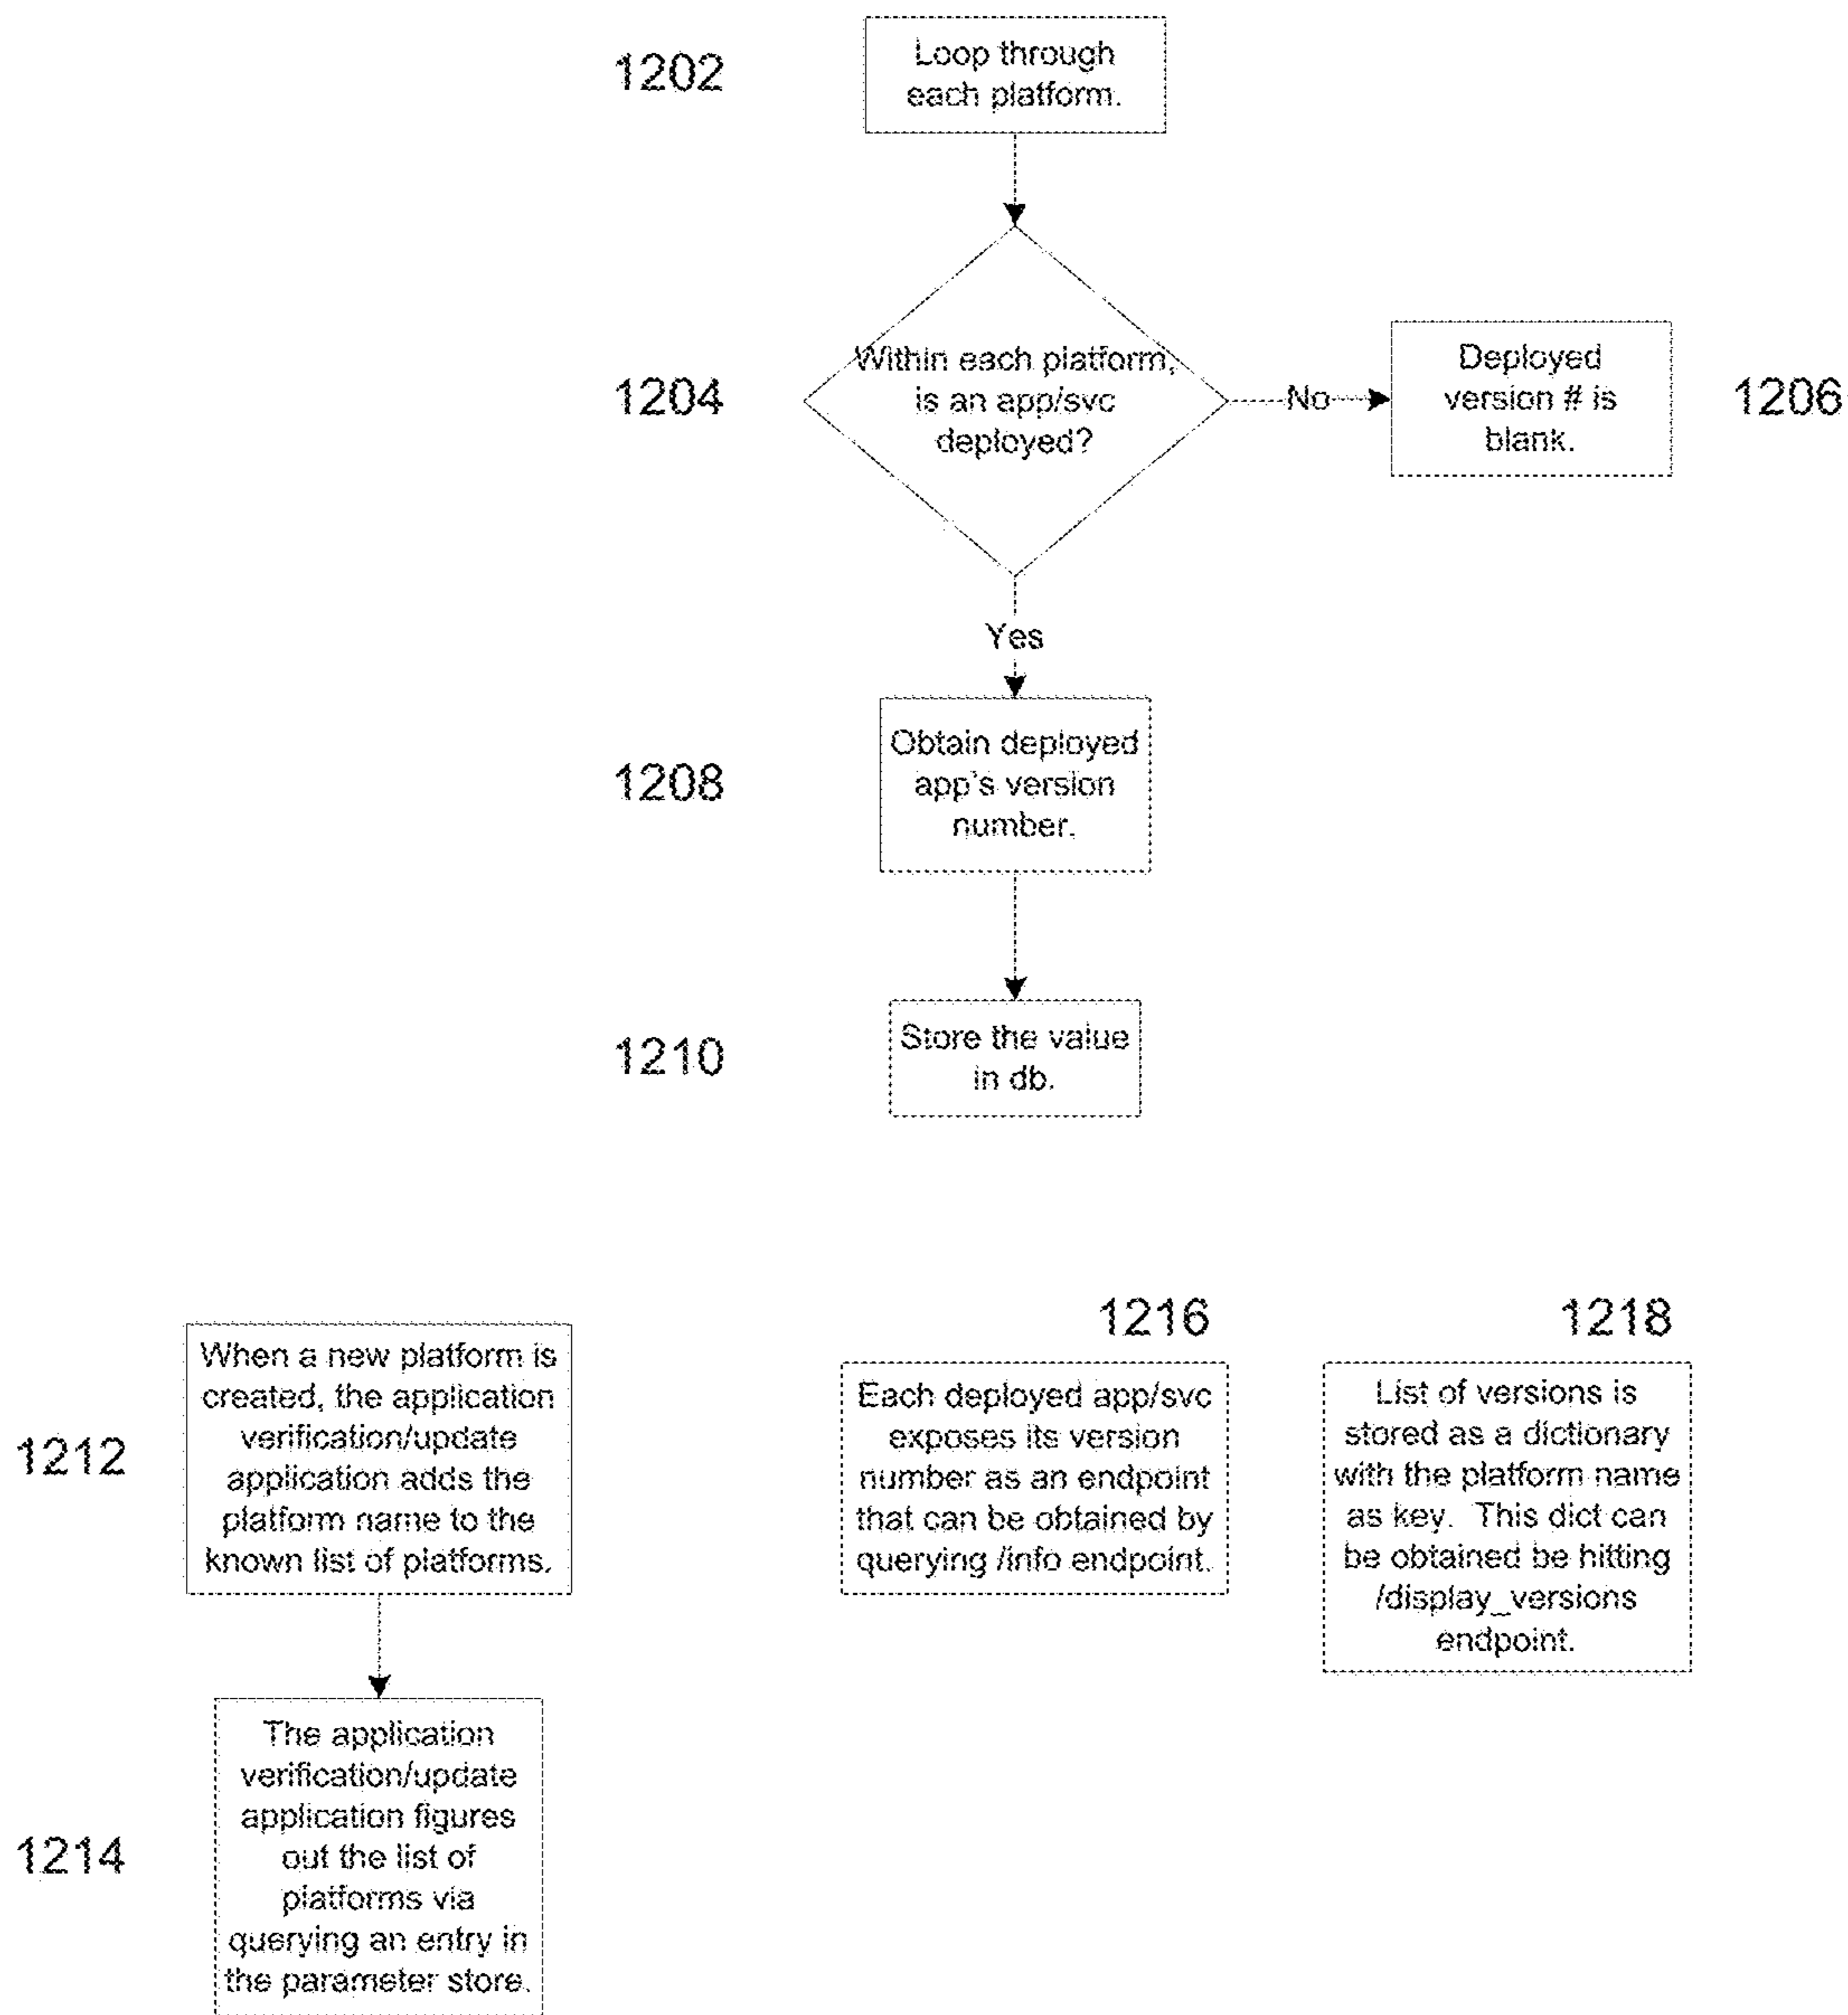 1202
Loop through
each platform.
1204
Within each platform,
is an app/svc
deployed?
No
Deployed
version # is
blank.
1206
Yes
1208
Obtain deployed
app's version
number.
1210
Store the value
in db.
1212
When a new platform is
created, the application
verification/update
application adds the
platform name to the
known list of platforms.
1214
The application
verification/update
application figures
out the list of
platforms via
querying an entry in
the parameter store.
1216
Each deployed app/svc
exposes its version
number as an endpoint
that can be obtained by
querying /info endpoint.
1218
List of versions is
stored as a dictionary
with the platform name
as key. This dict can
be obtained be hitting
/display_versions
endpoint.